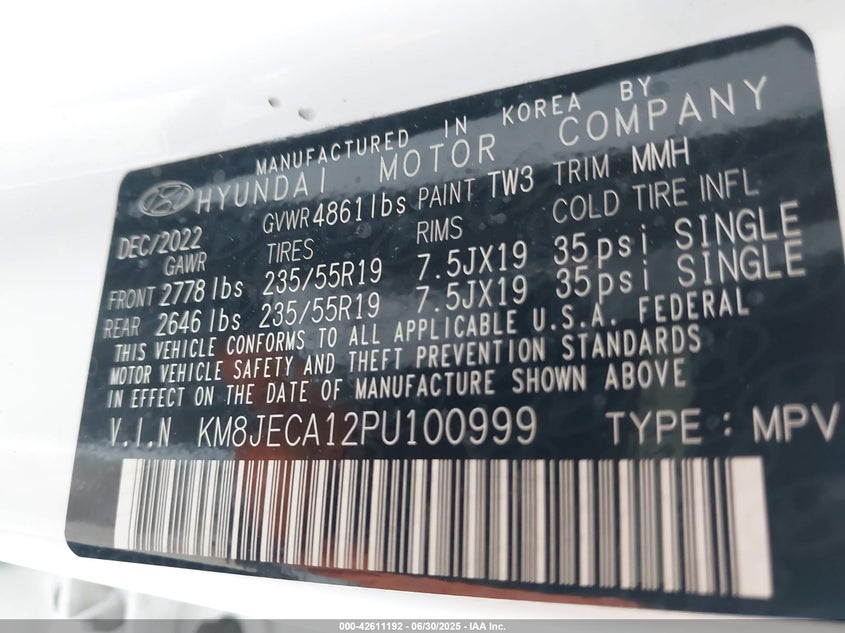 MANUFACTURED IN KOREA BY
HYUNDAI MOTOR COMPANY
DEC/2022 GVWR 4861 lbs PAINT TW3 TRIM MMH
GAWR TIRES RIMS COLD TIRE INFL
FRONT 2778 lbs 235/55R19 7.5JX19 35 psi SINGLE
REAR 2646 lbs 235/55R19 7.5JX19 35 psi SINGLE
THIS VEHICLE CONFORMS TO ALL APPLICABLE U.S.A. FEDERAL
MOTOR VEHICLE SAFETY AND THEFT PREVENTION STANDARDS
IN EFFECT ON THE DATE OF MANUFACTURE SHOWN ABOVE
V.I.N KM8JECA12PU100999 TYPE : MPV
000-42611192 - 06/30/2025 - IAA Inc.